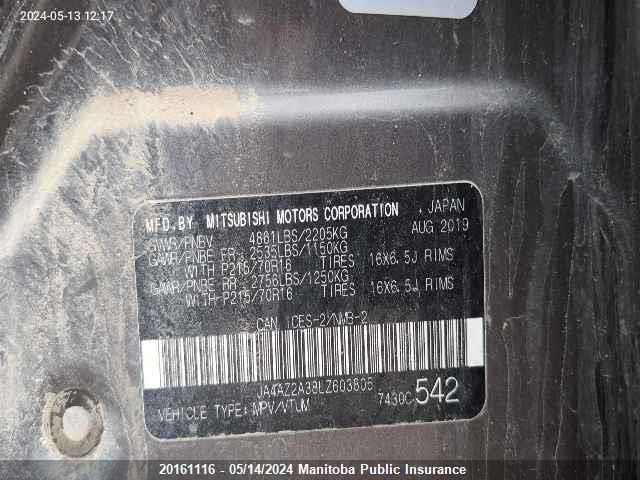 2024-05-13 12:17
MFD.BY MITSUBISHI MOTORS CORPORATION , JAPAN
GVWR/PNBV 4861LBS/2205KG AUG 2019
GAWR/PNBE FR 2535LBS/1150KG
WITH P215/70R16 TIRES 16X6.5J RIMS
GAWR/PNBE RR 2756LBS/1250KG
WITH P215/70R16 TIRES 16X6.5J RIMS
CAN ICES-2/NMB-2
JA4AZ2A38LZ603606
VEHICLE TYPE: MPV/VTUM 7430C 542
20161116 - 05/14/2024 Manitoba Public Insurance